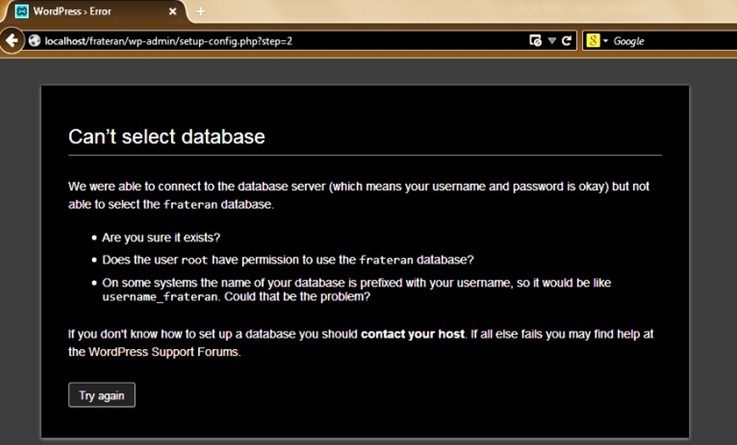 WordPress › Error
localhost/frateran/wp-admin/setup-config.php?step=2
Google
Can’t select database
We were able to connect to the database server (which means your username and password is okay) but not
able to select the frateran database.
• Are you sure it exists?
• Does the user root have permission to use the frateran database?
• On some systems the name of your database is prefixed with your username, so it would be like
username_frateran. Could that be the problem?
If you don't know how to set up a database you should contact your host. If all else fails you may find help at
the WordPress Support Forums.
Try again